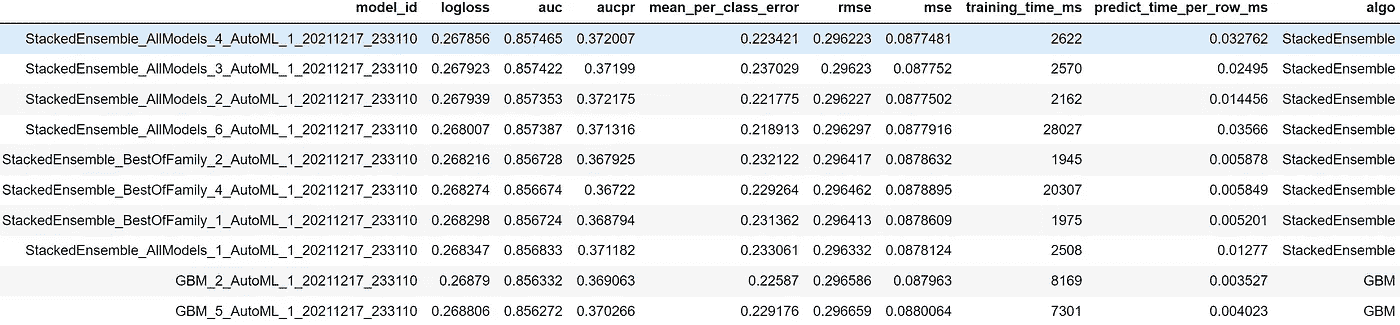 model_id logloss auc aucpr mean_per_class_error rmse mse training_time_ms predict_time_per_row_ms algo
StackedEnsemble_AllModels_4_AutoML_1_20211217_233110 0.267856 0.857465 0.372007 0.223421 0.296223 0.0877481 2622 0.032762 StackedEnsemble
StackedEnsemble_AllModels_3_AutoML_1_20211217_233110 0.267923 0.857422 0.37199 0.237029 0.29623 0.087752 2570 0.02495 StackedEnsemble
StackedEnsemble_AllModels_2_AutoML_1_20211217_233110 0.267939 0.857353 0.372175 0.221775 0.296227 0.0877502 2162 0.014456 StackedEnsemble
StackedEnsemble_AllModels_6_AutoML_1_20211217_233110 0.268007 0.857387 0.371316 0.218913 0.296297 0.0877916 28027 0.03566 StackedEnsemble
StackedEnsemble_BestOfFamily_2_AutoML_1_20211217_233110 0.268216 0.856728 0.367925 0.232122 0.296417 0.0878632 1945 0.005878 StackedEnsemble
StackedEnsemble_BestOfFamily_4_AutoML_1_20211217_233110 0.268274 0.856674 0.36722 0.229264 0.296462 0.0878895 20307 0.005849 StackedEnsemble
StackedEnsemble_BestOfFamily_1_AutoML_1_20211217_233110 0.268298 0.856724 0.368794 0.231362 0.296413 0.0878609 1975 0.005201 StackedEnsemble
StackedEnsemble_AllModels_1_AutoML_1_20211217_233110 0.268347 0.856833 0.371182 0.233061 0.296332 0.0878124 2508 0.01277 StackedEnsemble
GBM_2_AutoML_1_20211217_233110 0.26879 0.856332 0.369063 0.22587 0.296586 0.087963 8169 0.003527 GBM
GBM_5_AutoML_1_20211217_233110 0.268806 0.856272 0.370266 0.229176 0.296659 0.0880064 7301 0.004023 GBM